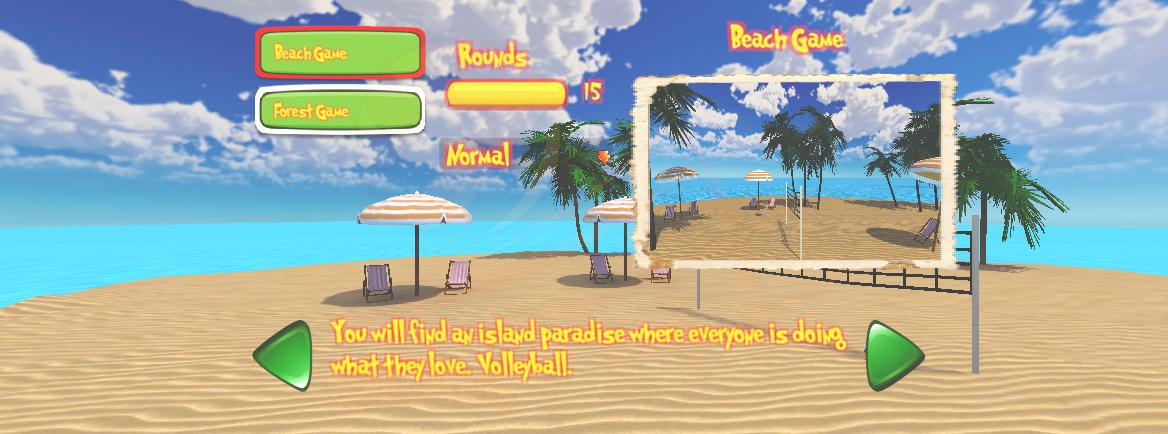 Beach Game
Forest Game
Rounds
15
Normal
Beach Game
You will find an island paradise where everyone is doing
what they love. Volleyball.